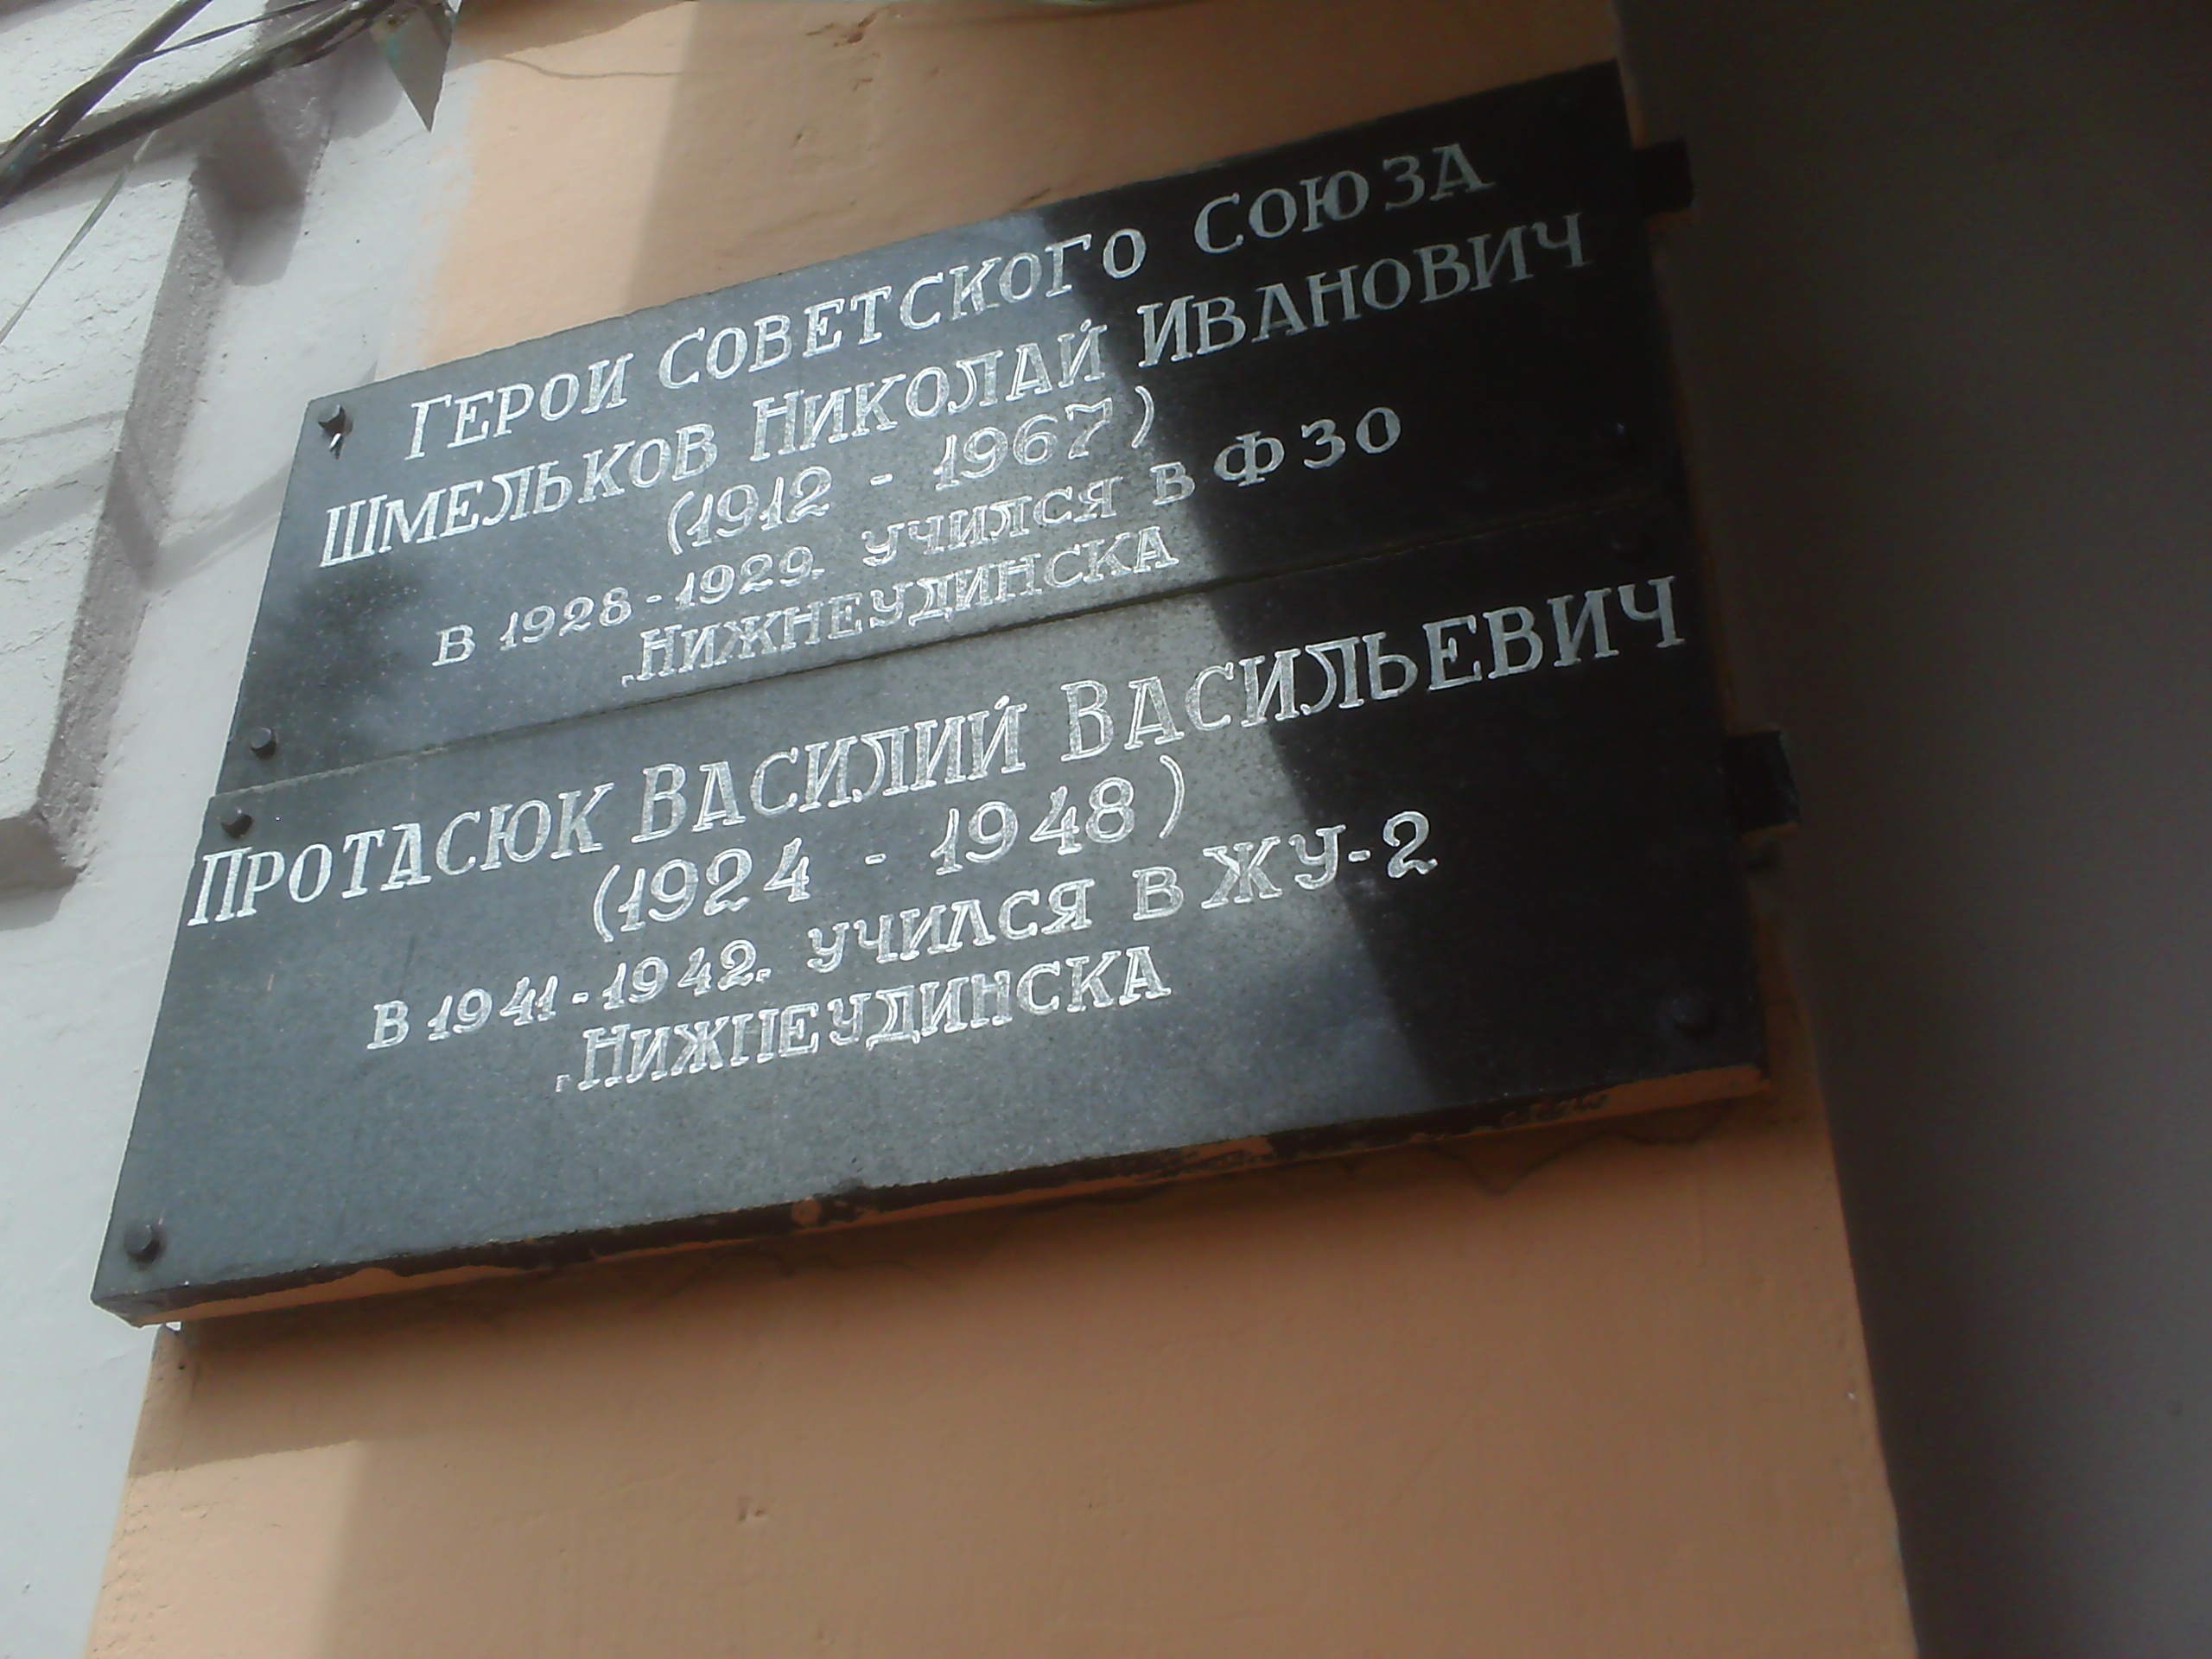 ГЕРОИ СОВЕТСКОГО СОЮЗА
ШМЕЛЬКОВ НИКОЛАЙ ИВАНОВИЧ
(1912 - 1967)
В 1928-1929. УЧИЛСЯ В ФЗО
г.НИЖНЕУДИНСКА
ПРОТАСЮК ВАСИЛИЙ ВАСИЛЬЕВИЧ
(1924 - 1948)
В 1941-1942. УЧИЛСЯ В ЖУ-2
г.НИЖНЕУДИНСКА